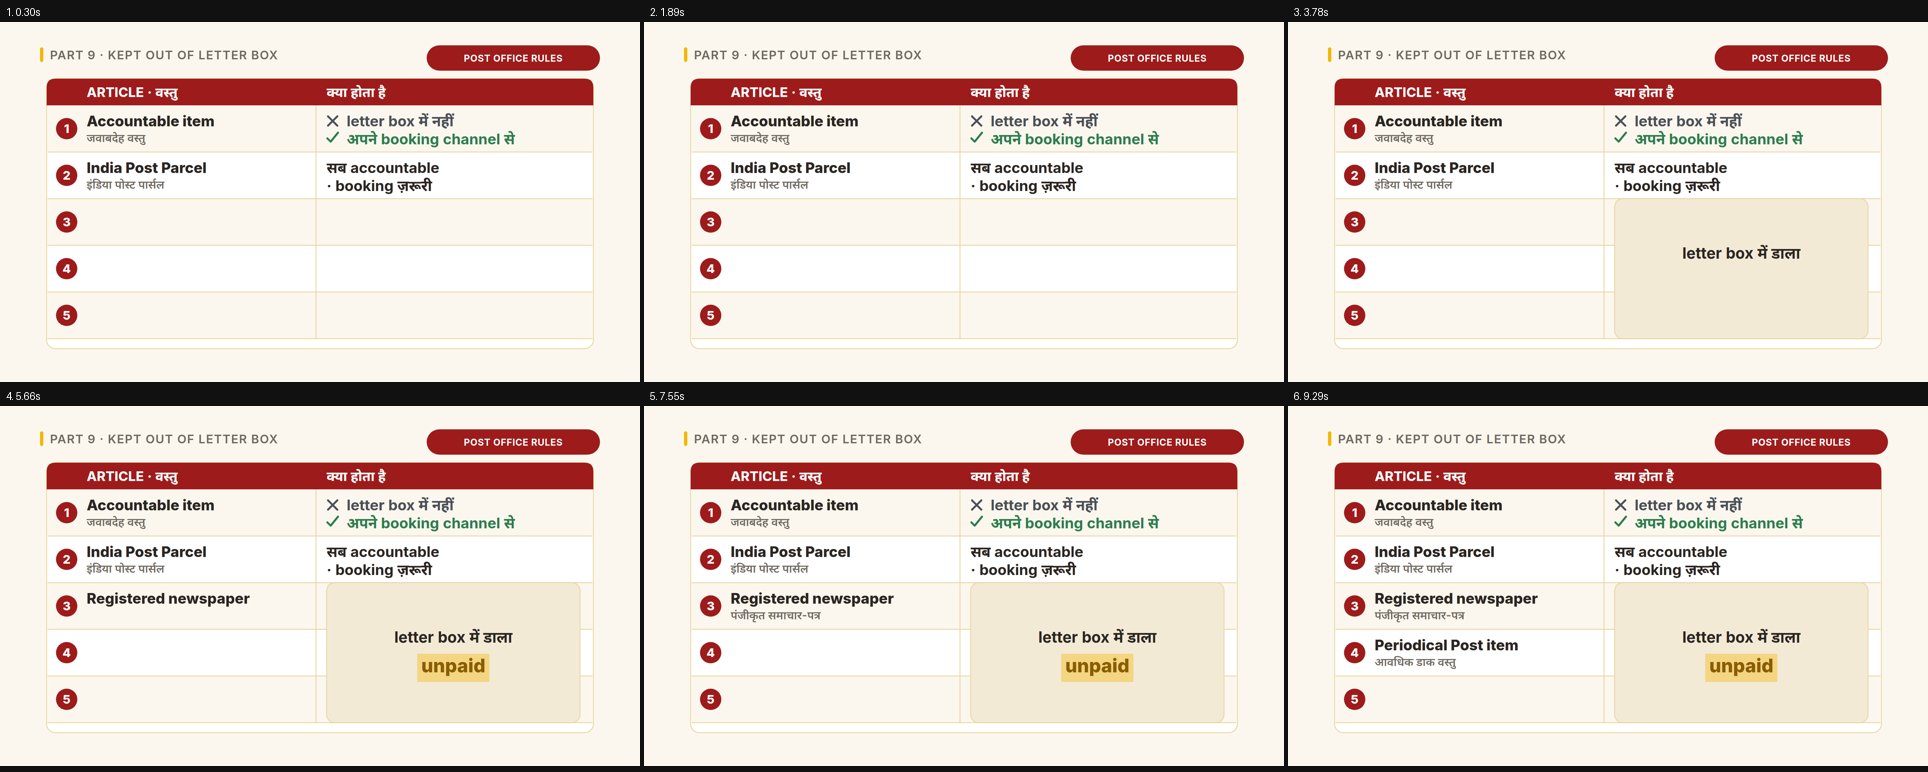 1. 0.30s
PART 9 · KEPT OUT OF LETTER BOX
POST OFFICE RULES
ARTICLE · वस्तु
क्या होता है
1
Accountable item
जवाबदेह वस्तु
✕ letter box में नहीं
✓ अपने booking channel से
2
India Post Parcel
इंडिया पोस्ट पार्सल
सब accountable
· booking ज़रूरी
3
4
5
2. 1.89s
PART 9 · KEPT OUT OF LETTER BOX
POST OFFICE RULES
ARTICLE · वस्तु
क्या होता है
1
Accountable item
जवाबदेह वस्तु
✕ letter box में नहीं
✓ अपने booking channel से
2
India Post Parcel
इंडिया पोस्ट पार्सल
सब accountable
· booking ज़रूरी
3
4
5
3. 3.78s
PART 9 · KEPT OUT OF LETTER BOX
POST OFFICE RULES
ARTICLE · वस्तु
क्या होता है
1
Accountable item
जवाबदेह वस्तु
✕ letter box में नहीं
✓ अपने booking channel से
2
India Post Parcel
इंडिया पोस्ट पार्सल
सब accountable
· booking ज़रूरी
3
4
5
letter box में डाला
4. 5.66s
PART 9 · KEPT OUT OF LETTER BOX
POST OFFICE RULES
ARTICLE · वस्तु
क्या होता है
1
Accountable item
जवाबदेह वस्तु
✕ letter box में नहीं
✓ अपने booking channel से
2
India Post Parcel
इंडिया पोस्ट पार्सल
सब accountable
· booking ज़रूरी
3
Registered newspaper
4
5
letter box में डाला
unpaid
5. 7.55s
PART 9 · KEPT OUT OF LETTER BOX
POST OFFICE RULES
ARTICLE · वस्तु
क्या होता है
1
Accountable item
जवाबदेह वस्तु
✕ letter box में नहीं
✓ अपने booking channel से
2
India Post Parcel
इंडिया पोस्ट पार्सल
सब accountable
· booking ज़रूरी
3
Registered newspaper
पंजीकृत समाचार-पत्र
4
5
letter box में डाला
unpaid
6. 9.29s
PART 9 · KEPT OUT OF LETTER BOX
POST OFFICE RULES
ARTICLE · वस्तु
क्या होता है
1
Accountable item
जवाबदेह वस्तु
✕ letter box में नहीं
✓ अपने booking channel से
2
India Post Parcel
इंडिया पोस्ट पार्सल
सब accountable
· booking ज़रूरी
3
Registered newspaper
पंजीकृत समाचार-पत्र
4
Periodical Post item
आवधिक डाक वस्तु
5
letter box में डाला
unpaid